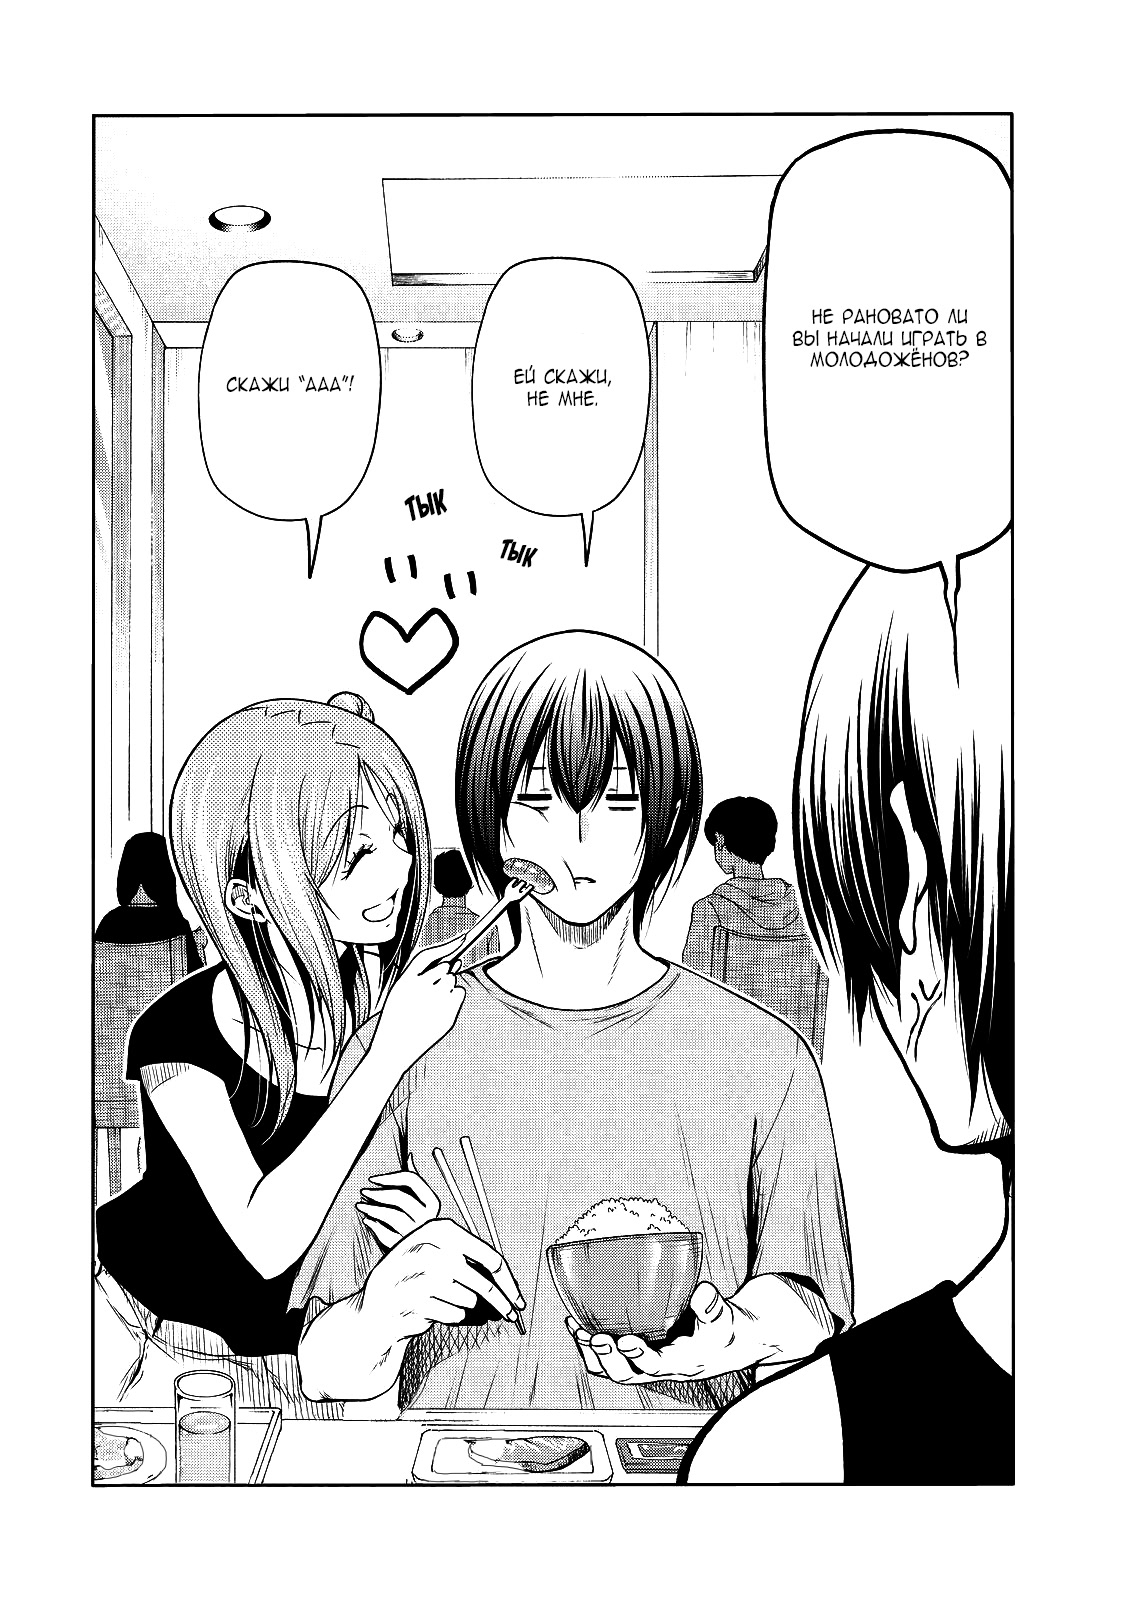 НЕ РАНОВАТО ЛИ
ВЫ НАЧАЛИ ИГРАТЬ В
МОЛОДОЖЁНОВ?
ЕЙ СКАЖИ,
НЕ МНЕ.
СКАЖИ "ААА"!
ТЫК
ТЫК